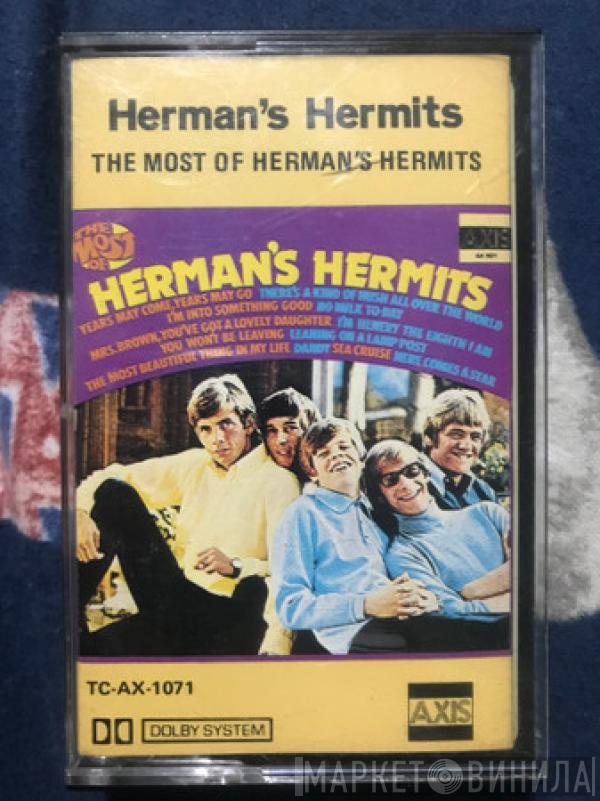 Herman's Hermits
THE MOST OF HERMAN'S HERMITS
THE
MOST
OF
AXIS
HERMAN'S HERMITS
YEARS MAY COME, YEARS MAY GO THERE'S A KIND OF HUSH ALL OVER THE WORLD
I'M INTO SOMETHING GOOD NO MILK TO-DAY
MRS. BROWN, YOU'VE GOT A LOVELY DAUGHTER I'M HENERY THE EIGHTH I AM
YOU WON'T BE LEAVING LEANING ON A LAMP POST
THE MOST BEAUTIFUL THING IN MY LIFE DANDY SEA CRUISE HERE COMES A STAR
TC-AX-1071
DOLBY SYSTEM
AXIS
МАРКЕТ ВИНИЛА